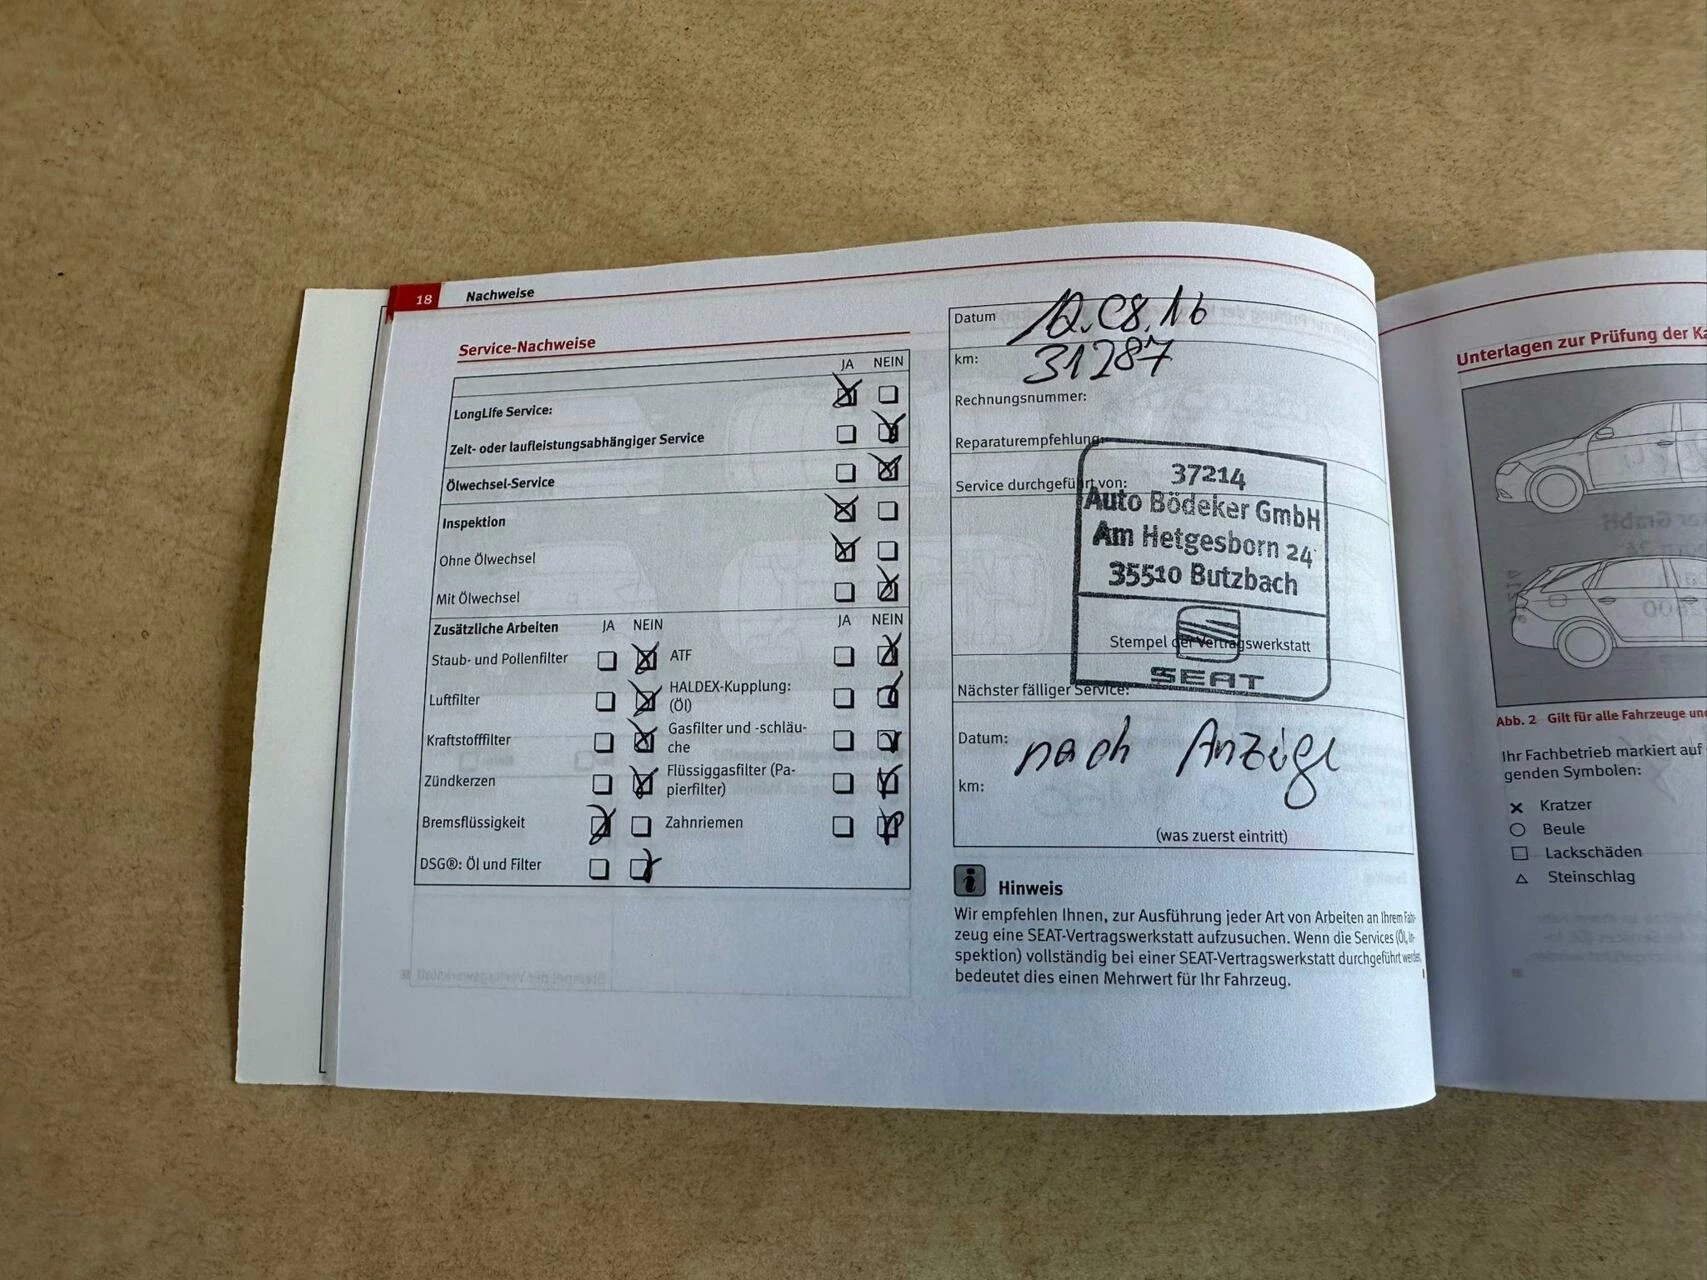 18 Nachweise
Service-Nachweise
JA NEIN
LongLife Service:
Zeit- oder laufleistungsabhängiger Service
Ölwechsel-Service
Inspektion
Ohne Ölwechsel
Mit Ölwechsel
Zusätzliche Arbeiten JA NEIN JA NEIN
Staub- und Pollenfilter ATF
Luftfilter HALDEX-Kupplung:
(Öl)
Kraftstofffilter Gasfilter und -schläu-
che
Zündkerzen Flüssiggasfilter (Pa-
pierfilter)
Bremsflüssigkeit Zahnriemen
DSG®: Öl und Filter
Datum
.08.16
km: 31287
Rechnungsnummer:
Reparaturempfehlung:
Service durchgeführt von:
37214
Auto Bödeker GmbH
Am Hetgesborn 24
35510 Butzbach
Stempel der Vertragswerkstatt
SEAT
Nächster fälliger Service:
Datum: nach Anzeige
km:
(was zuerst eintritt)
i Hinweis
Wir empfehlen Ihnen, zur Ausführung jeder Art von Arbeiten an Ihrem Fahr-
zeug eine SEAT-Vertragswerkstatt aufzusuchen. Wenn die Services (Öl, In-
spektion) vollständig bei einer SEAT-Vertragswerkstatt durchgeführt werden,
bedeutet dies einen Mehrwert für Ihr Fahrzeug.
Unterlagen zur Prüfung der Ka
Abb. 2 Gilt für alle Fahrzeuge und
Ihr Fachbetrieb markiert auf
genden Symbolen:
Kratzer
Beule
Lackschäden
Steinschlag